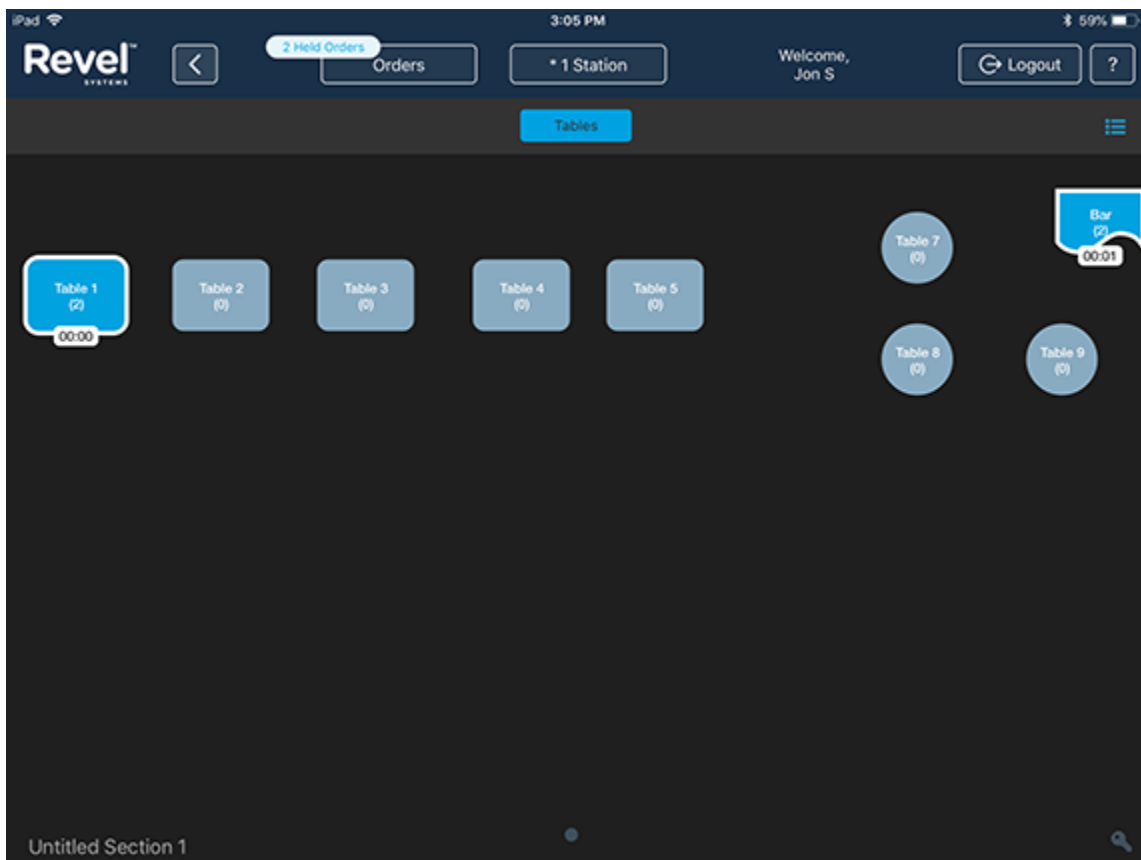 iPad 3:05 PM 59%
Revel™
SYSTEMS
2 Held Orders
Orders
* 1 Station
Welcome,
Jon S
Logout
?
Tables
Table 1
(2)
00:00
Table 2
(0)
Table 3
(0)
Table 4
(0)
Table 5
(0)
Table 7
(0)
Bar
(2)
00:01
Table 8
(0)
Table 9
(0)
Untitled Section 1